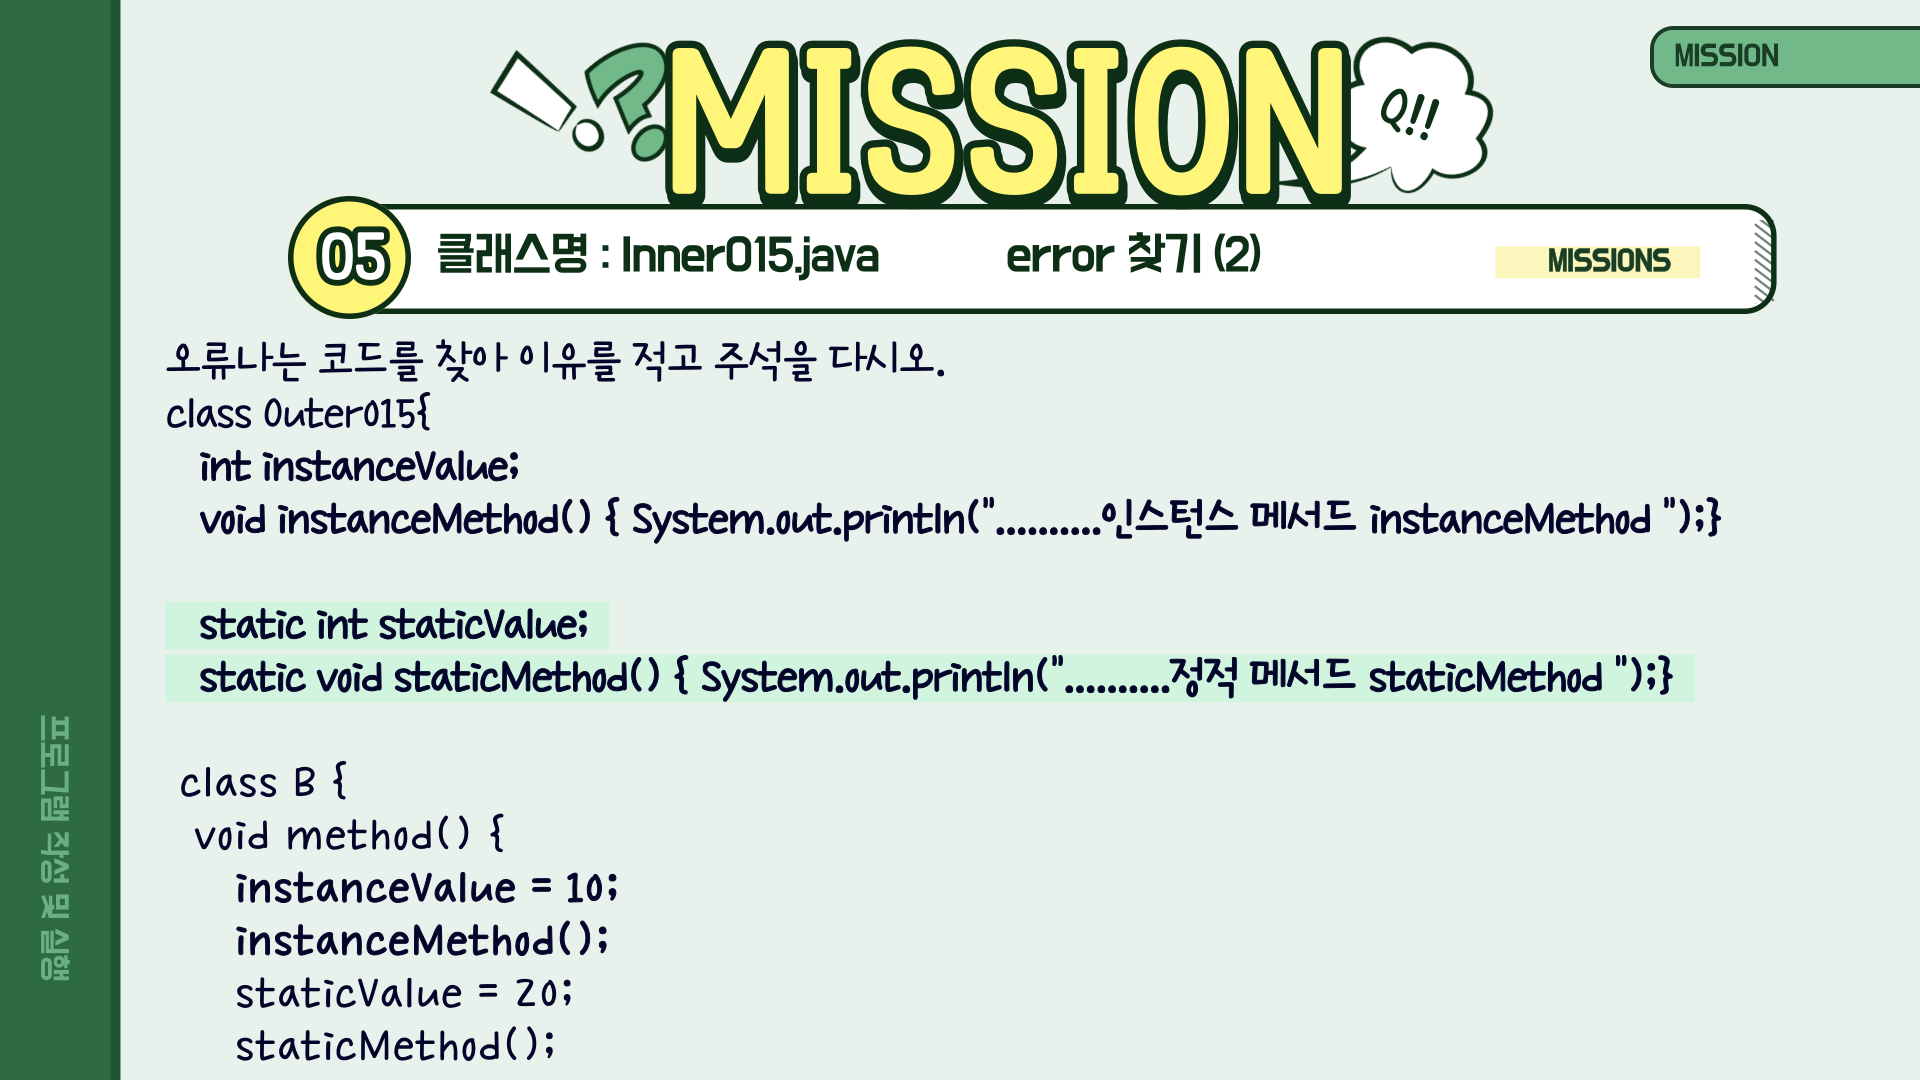 MISSION
MISSION
Q!!
05
클래스명 : Inner015.java error 찾기 (2)
MISSIONS
오류나는 코드를 찾아 이유를 적고 주석을 다시오.
class Outer015{
int instanceValue;
void instanceMethod() { System.out.println("..........인스턴스 메서드 instanceMethod ");}
static int staticValue;
static void staticMethod() { System.out.println("..........정적 메서드 staticMethod ");}
class B {
void method() {
instanceValue = 10;
instanceMethod();
staticValue = 20;
staticMethod();
프로그램 작성 및 실행